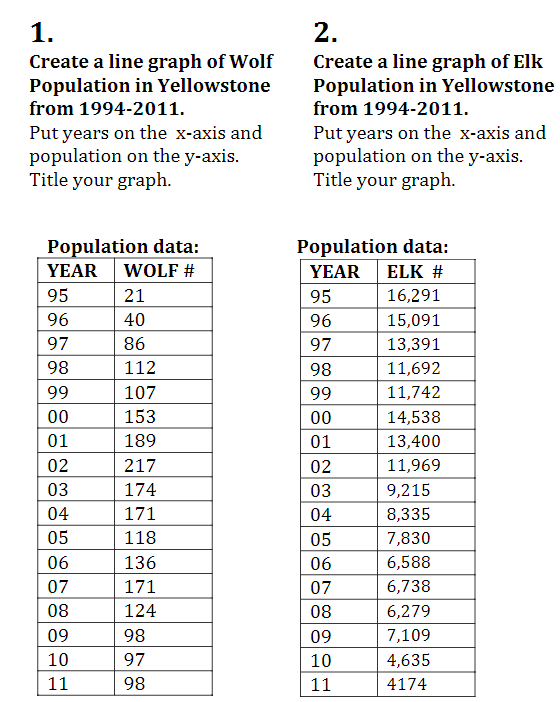 1.
Create a line graph of Wolf
Population in Yellowstone
from 1994-2011.
Put years on the x-axis and
population on the y-axis.
Title your graph.
Population data:
YEAR WOLF #
95 21
96 40
97 86
98 112
99 107
00 153
01 189
02 217
03 174
04 171
05 118
06 136
07 171
08 124
09 98
10 97
11 98
2.
Create a line graph of Elk
Population in Yellowstone
from 1994-2011.
Put years on the x-axis and
population on the y-axis.
Title your graph.
Population data:
YEAR ELK #
95 16,291
96 15,091
97 13,391
98 11,692
99 11,742
00 14,538
01 13,400
02 11,969
03 9,215
04 8,335
05 7,830
06 6,588
07 6,738
08 6,279
09 7,109
10 4,635
11 4174